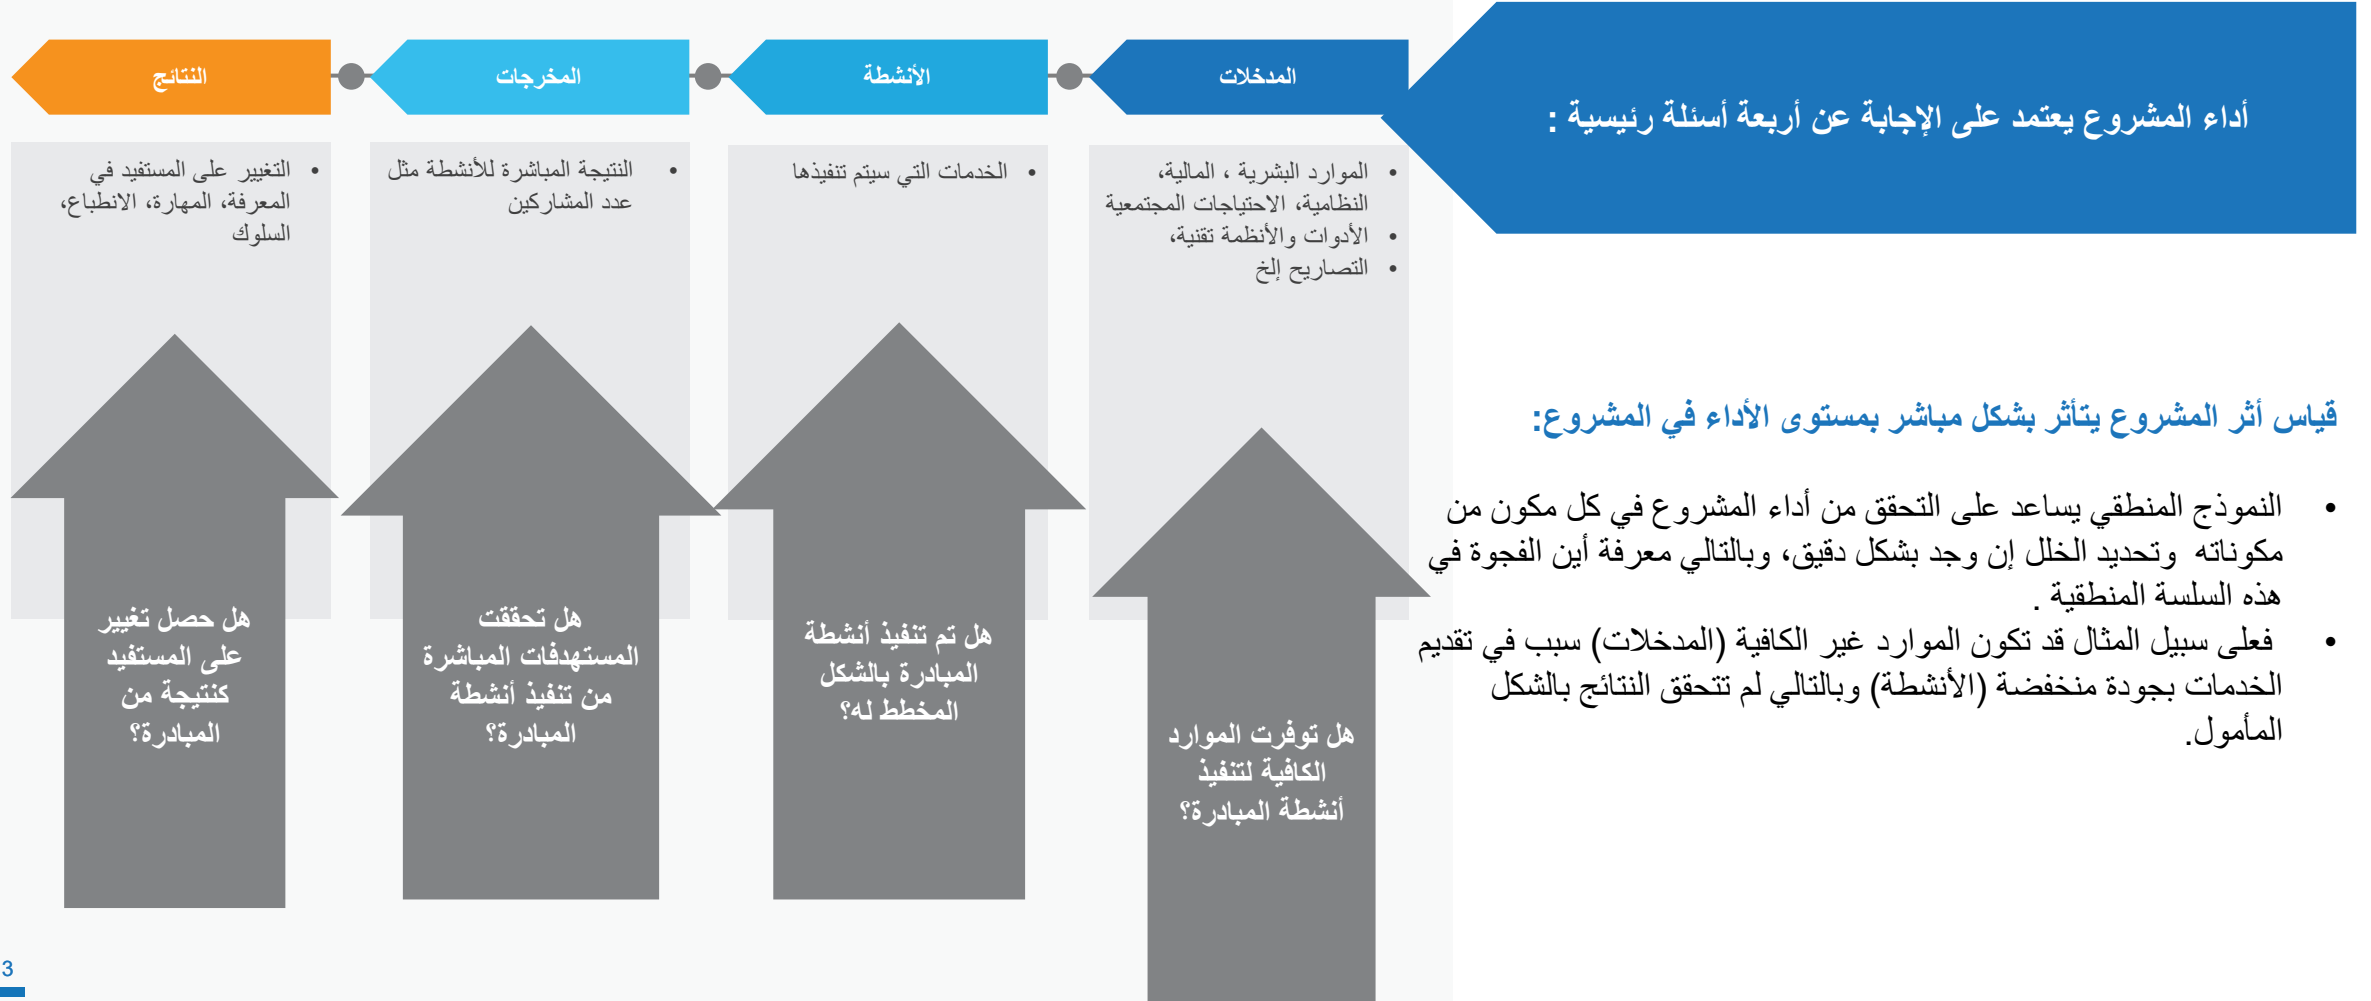 أداء المشروع يعتمد على الإجابة عن أربعة أسئلة رئيسية :
المدخلات
الأنشطة
المخرجات
النتائج
• الموارد البشرية ، المالية،
النظامية، الاحتياجات المجتمعية
• الأدوات والأنظمة تقنية،
• التصاريح إلخ
• الخدمات التي سيتم تنفيذها
• النتيجة المباشرة للأنشطة مثل
عدد المشاركين
• التغيير على المستفيد في
المعرفة، المهارة، الانطباع،
السلوك
هل توفرت الموارد
الكافية لتنفيذ
أنشطة المبادرة؟
هل تم تنفيذ أنشطة
المبادرة بالشكل
المخطط له؟
هل تحققت
المستهدفات المباشرة
من تنفيذ أنشطة
المبادرة؟
هل حصل تغيير
على المستفيد
كنتيجة من
المبادرة؟
قياس أثر المشروع يتأثر بشكل مباشر بمستوى الأداء في المشروع:
• النموذج المنطقي يساعد على التحقق من أداء المشروع في كل مكون من
مكوناته وتحديد الخلل إن وجد بشكل دقيق، وبالتالي معرفة أين الفجوة في
هذه السلسة المنطقية .
• فعلى سبيل المثال قد تكون الموارد غير الكافية (المدخلات) سبب في تقديم
الخدمات بجودة منخفضة (الأنشطة) وبالتالي لم تتحقق النتائج بالشكل
المأمول.
3